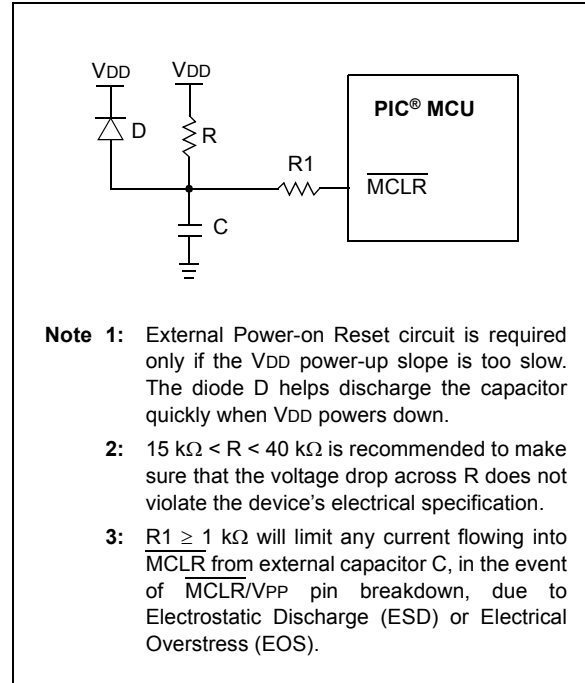 VDD VDD
PIC® MCU
D
R
R1
MCLR
C
Note 1: External Power-on Reset circuit is required
only if the VDD power-up slope is too slow.
The diode D helps discharge the capacitor
quickly when VDD powers down.
2: 15 kΩ < R < 40 kΩ is recommended to make
sure that the voltage drop across R does not
violate the device's electrical specification.
3: R1 ≥ 1 kΩ will limit any current flowing into
MCLR from external capacitor C, in the event
of MCLR/VPP pin breakdown, due to
Electrostatic Discharge (ESD) or Electrical
Overstress (EOS).